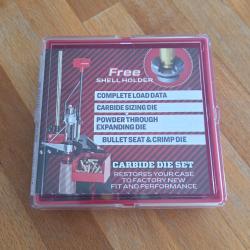 Free
SHELL HOLDER
COMPLETE LOAD DATA
CARBIDE SIZING DIE
POWDER THROUGH
EXPANDING DIE
BULLET SEAT & CRIMP DIE
CARBIDE DIE SET
RESTORES YOUR CASE
TO FACTORY NEW
FIT AND PERFORMANCE